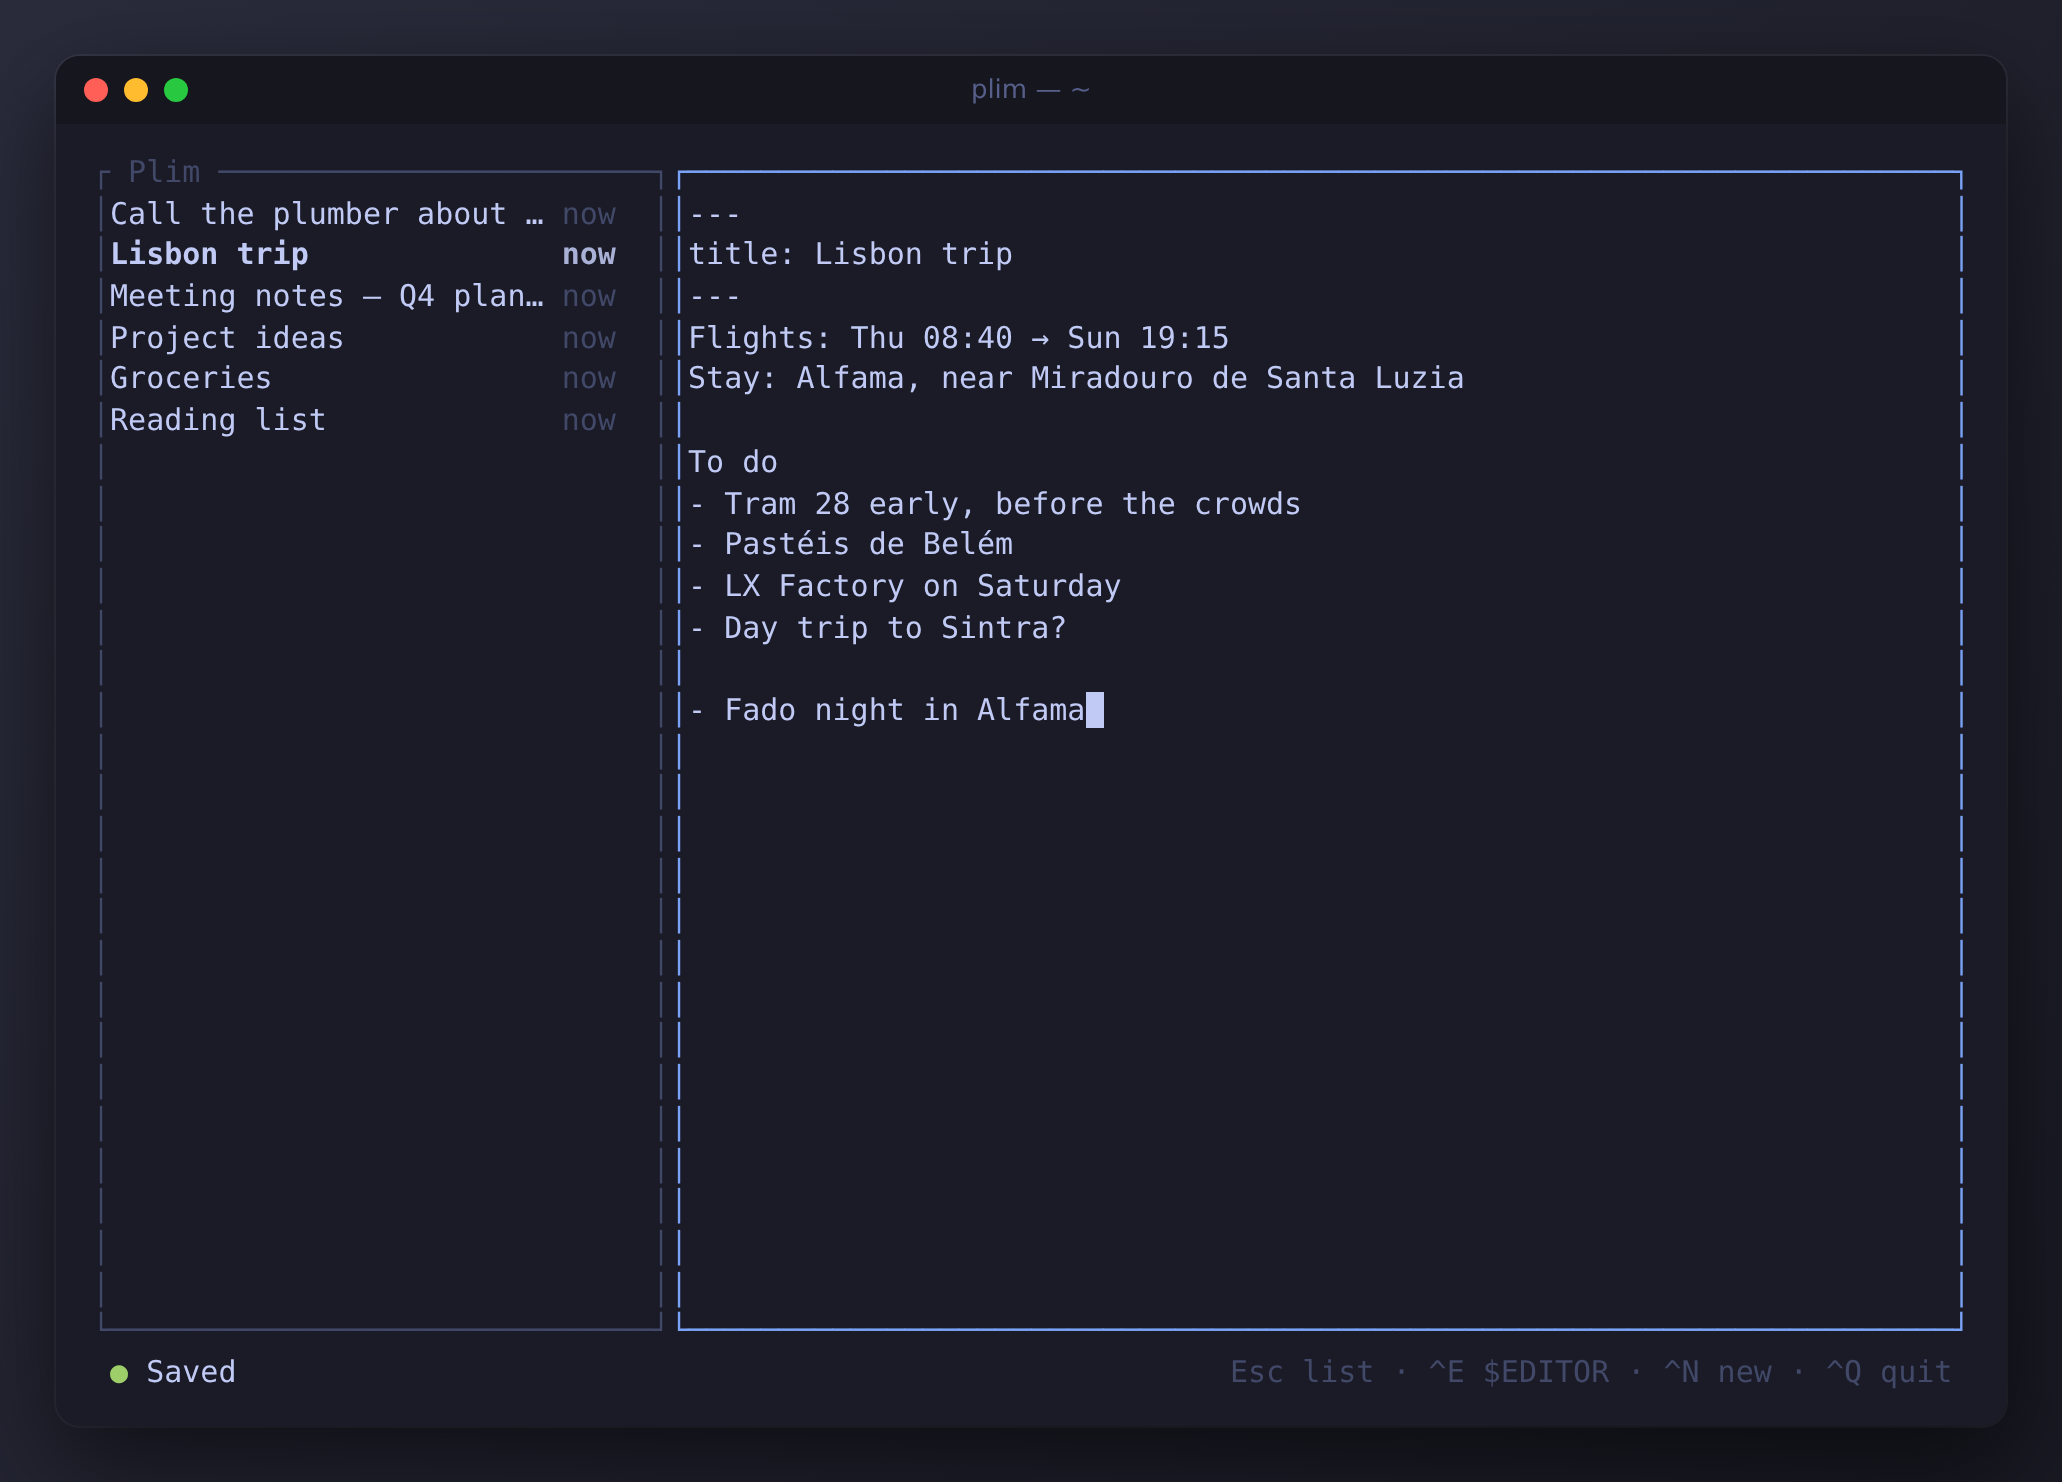 plim — ~
Plim
Call the plumber about … now
Lisbon trip now
Meeting notes — Q4 plan… now
Project ideas now
Groceries now
Reading list now
---
title: Lisbon trip
---
Flights: Thu 08:40 → Sun 19:15
Stay: Alfama, near Miradouro de Santa Luzia
To do
- Tram 28 early, before the crowds
- Pastéis de Belém
- LX Factory on Saturday
- Day trip to Sintra?
- Fado night in Alfama
● Saved
Esc list · ^E $EDITOR · ^N new · ^Q quit